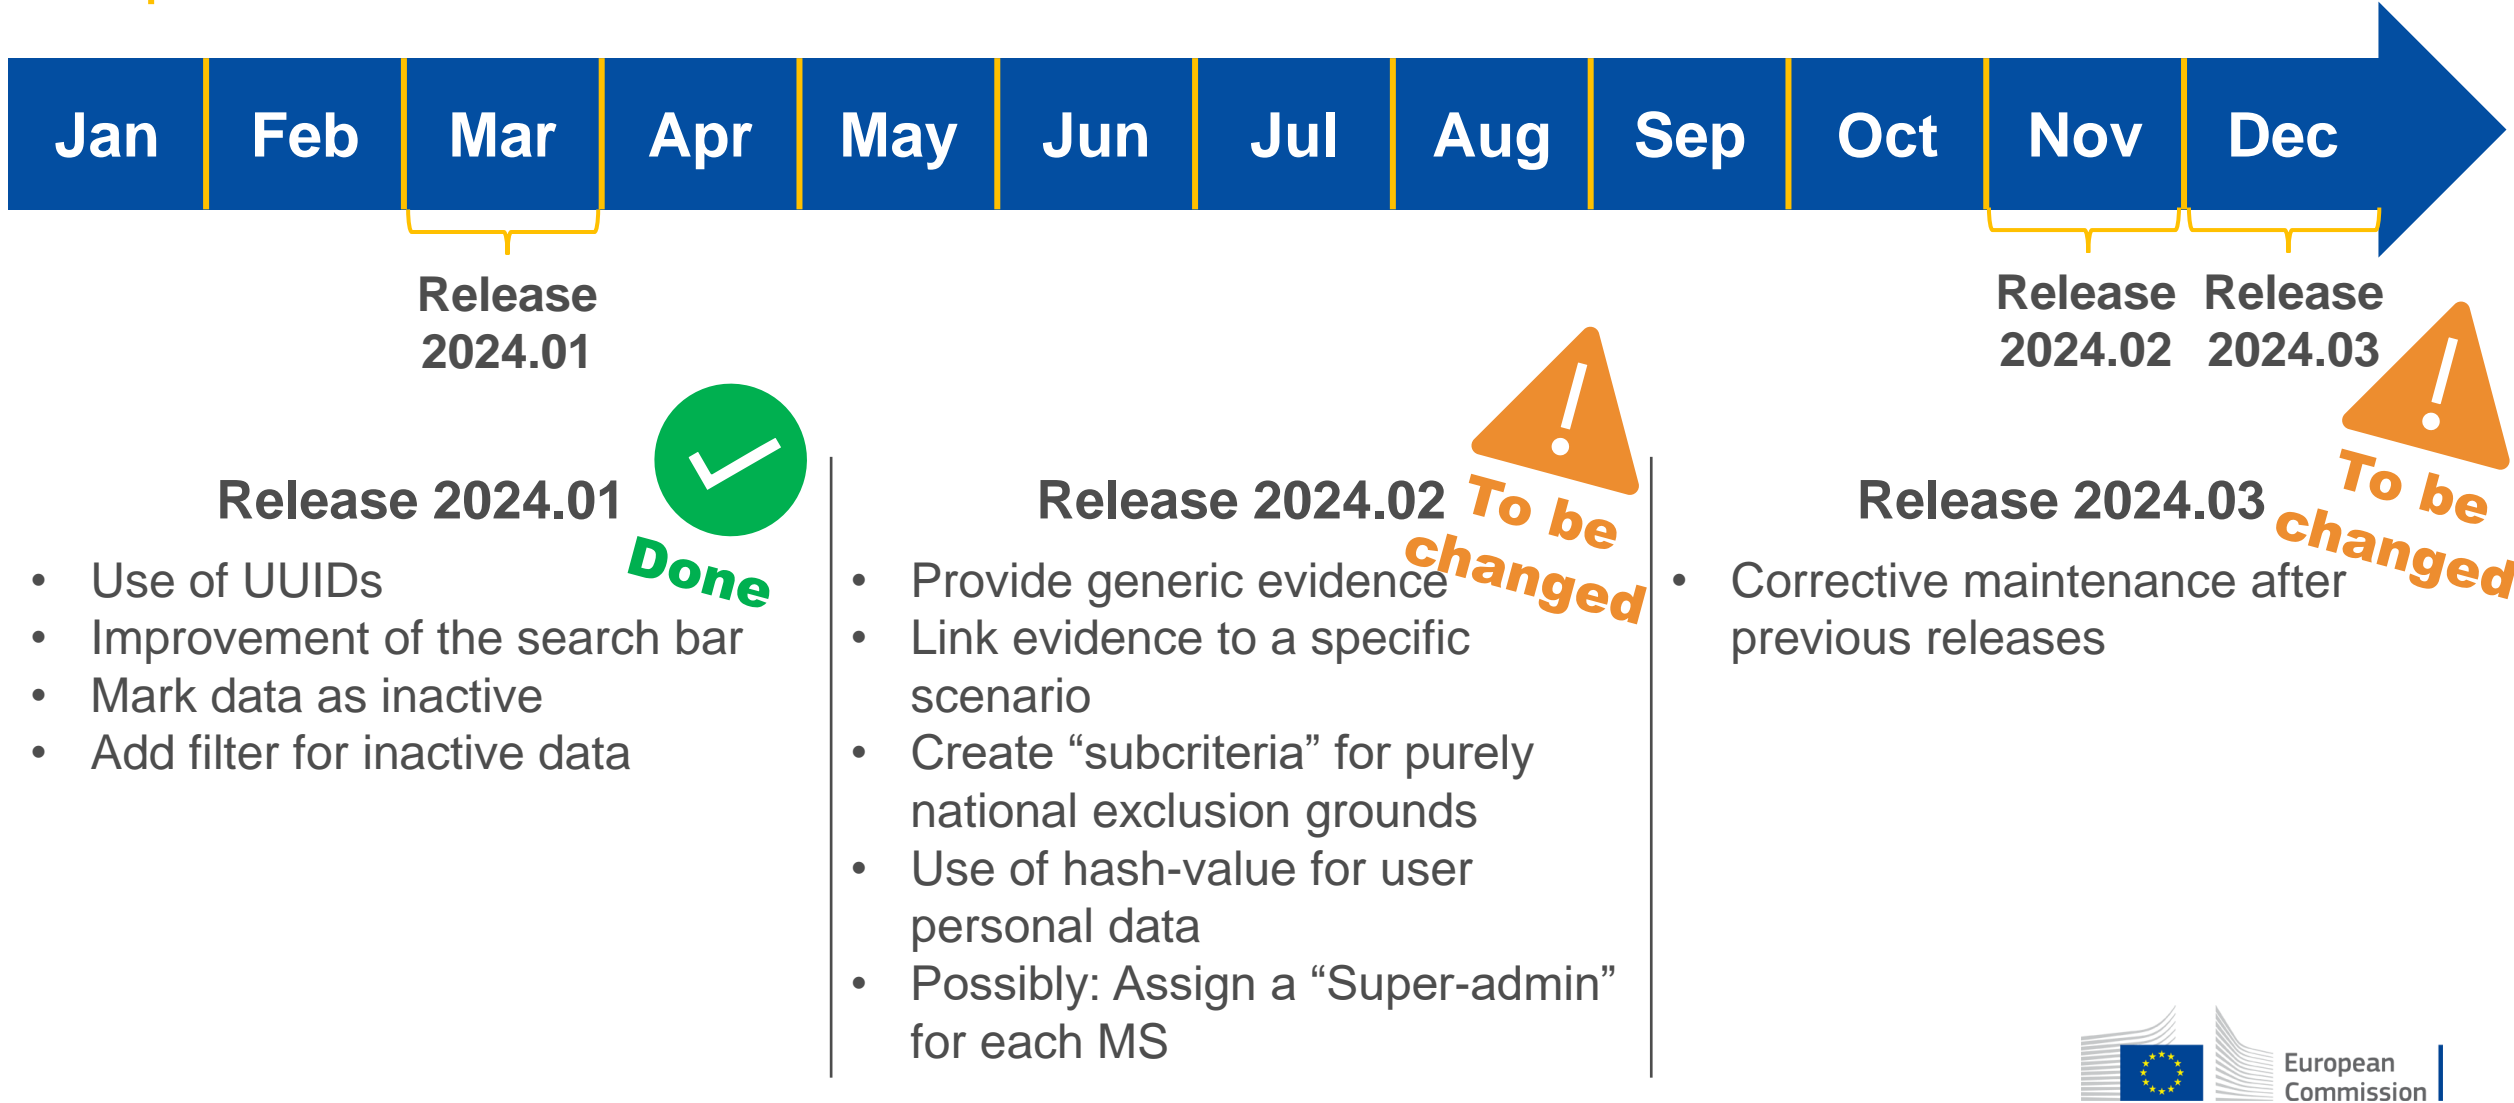 Jan Feb Mar Apr May Jun Jul Aug Sep Oct Nov Dec
Release
2024.01
Release
2024.02
Release
2024.03
Release 2024.01
Done
• Use of UUIDs
• Improvement of the search bar
• Mark data as inactive
• Add filter for inactive data
Release 2024.02
To be
changed
• Provide generic evidence
• Link evidence to a specific
scenario
• Create “subcriteria” for purely
national exclusion grounds
• Use of hash-value for user
personal data
• Possibly: Assign a “Super-admin”
for each MS
Release 2024.03
To be
changed
• Corrective maintenance after
previous releases
European
Commission